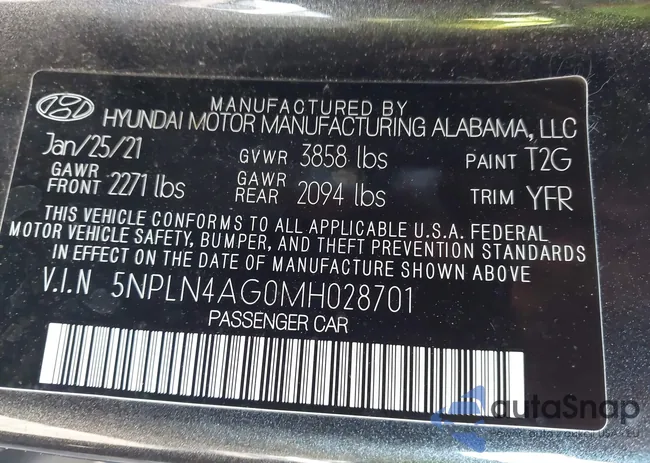 MANUFACTURED BY
HYUNDAI MOTOR MANUFACTURING ALABAMA, LLC
Jan/25/21 GVWR 3858 lbs PAINT T2G
GAWR FRONT 2271 lbs GAWR REAR 2094 lbs TRIM YFR
THIS VEHICLE CONFORMS TO ALL APPLICABLE U.S.A. FEDERAL
MOTOR VEHICLE SAFETY, BUMPER, AND THEFT PREVENTION STANDARDS
IN EFFECT ON THE DATE OF MANUFACTURE SHOWN ABOVE
V.I.N 5NPLN4AG0MH028701
PASSENGER CAR
autoSnap